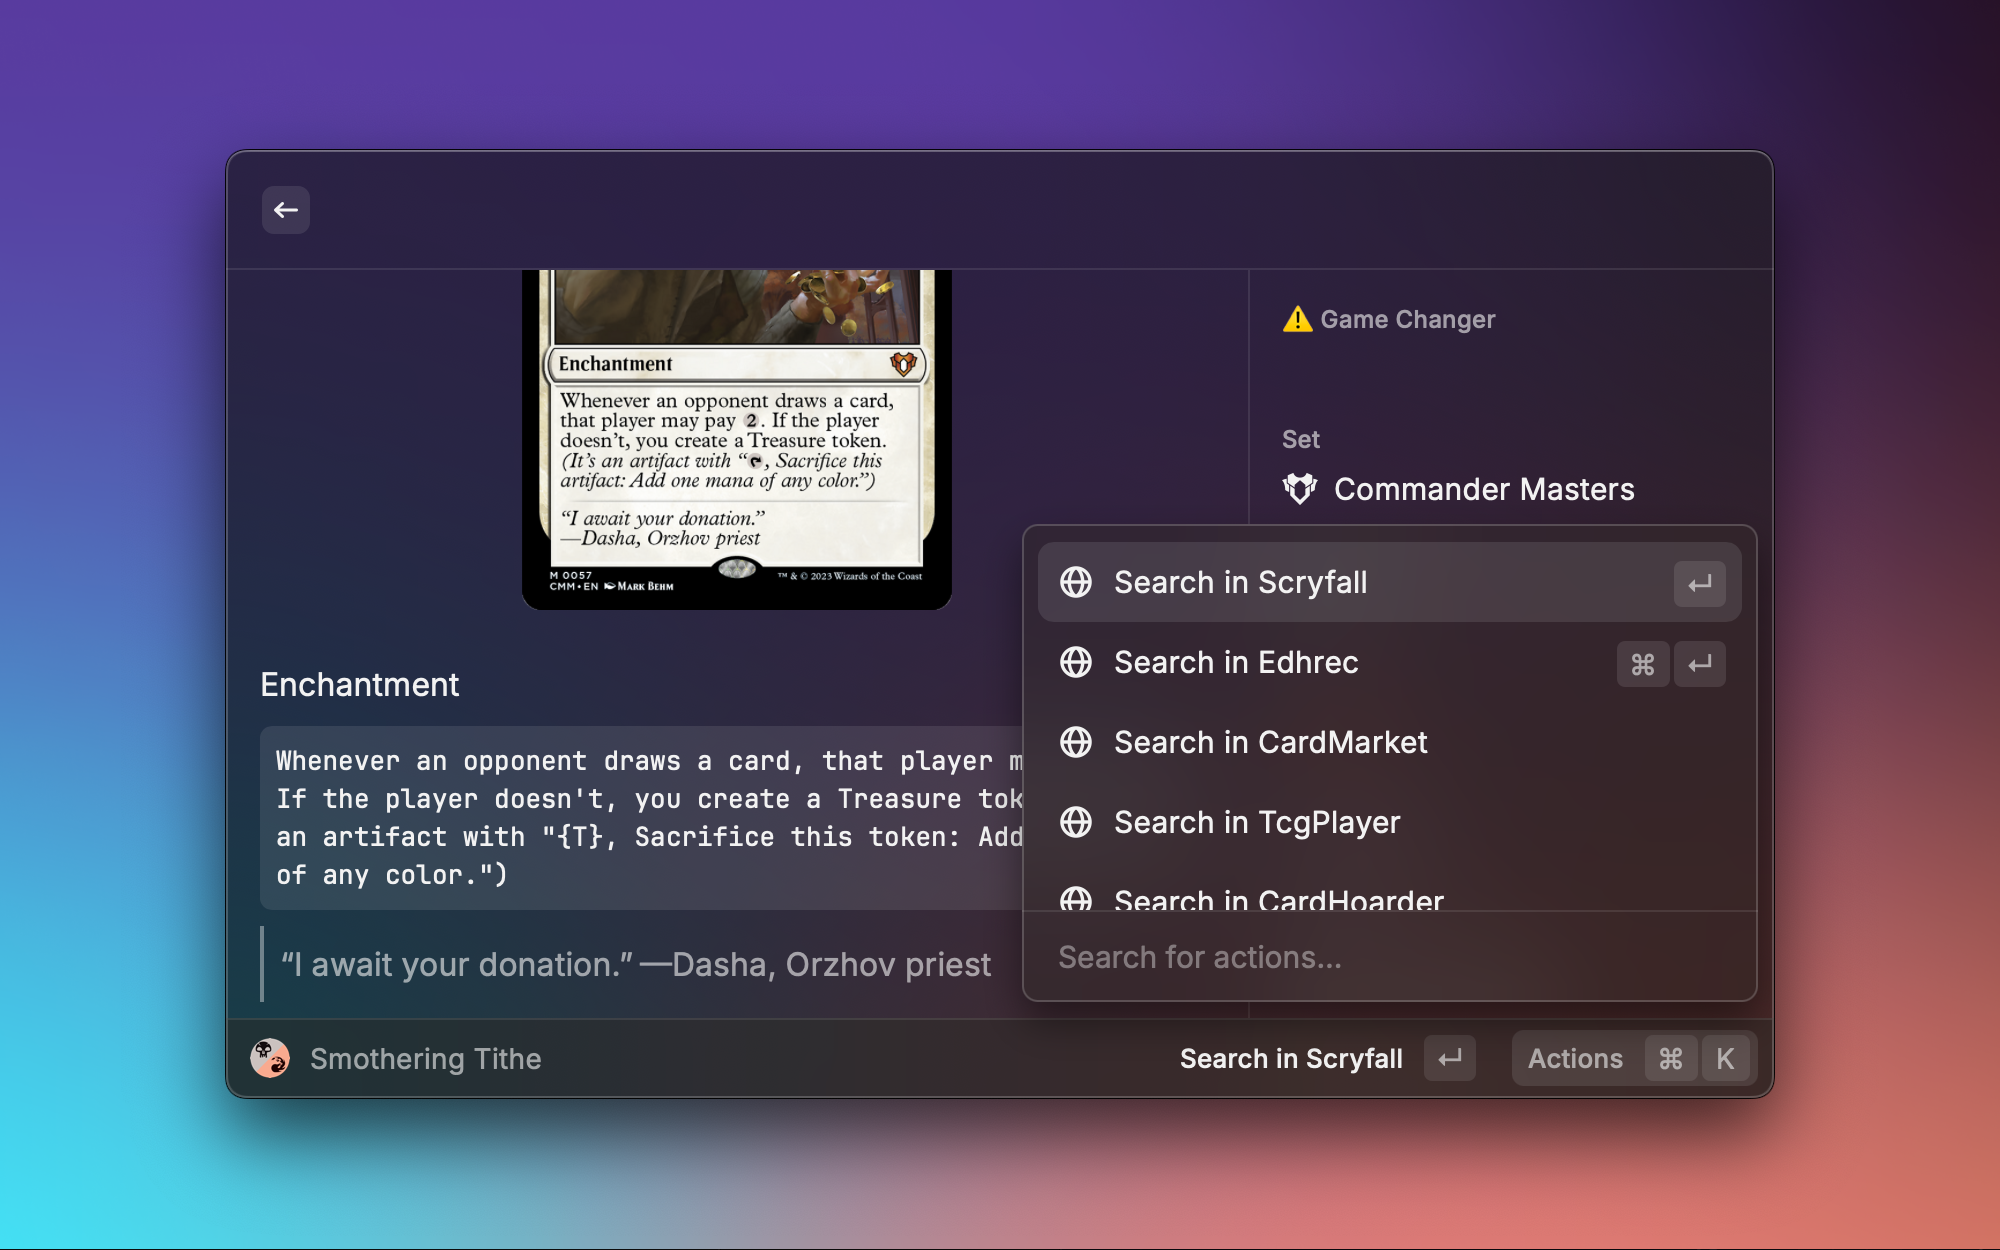 Enchantment
Whenever an opponent draws a card,
that player may pay 2. If the player
doesn't, you create a Treasure token.
(It's an artifact with “, Sacrifice this
artifact: Add one mana of any color.”)
“I await your donation.”
—Dasha, Orzhov priest
M 0057
CMM • EN MARK BEHM
™ & © 2023 Wizards of the Coast
Enchantment
Whenever an opponent draws a card, that player m
If the player doesn't, you create a Treasure tok
an artifact with "{T}, Sacrifice this token: Add
of any color.")
“I await your donation.” —Dasha, Orzhov priest
⚠️ Game Changer
Set
Commander Masters
Search in Scryfall ↵
Search in Edhrec ⌘ ↵
Search in CardMarket
Search in TcgPlayer
Search in CardHoarder
Search for actions...
Smothering Tithe
Search in Scryfall ↵
Actions ⌘ K